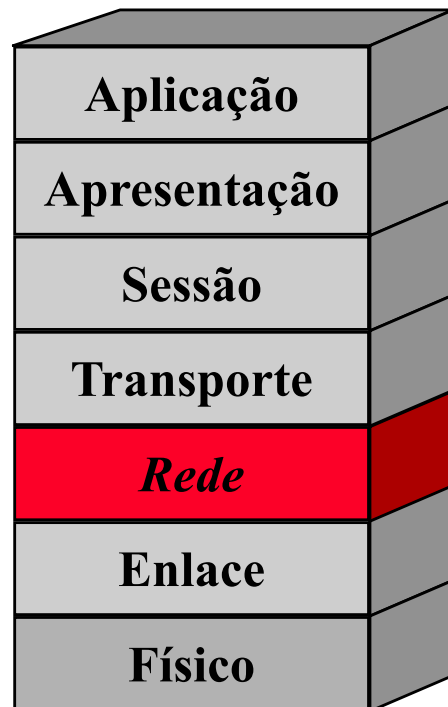 Aplicação
Apresentação
Sessão
Transporte
Rede
Enlace
Físico